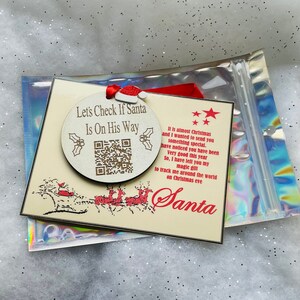 Let's Check If Santa
Is On His Way
It is almost Christmas
and I wanted to send you
something special.
have noticed you have been
Very good this year
So, I have left you my
magic gift
to track me around the world
on Christmas eve
Santa